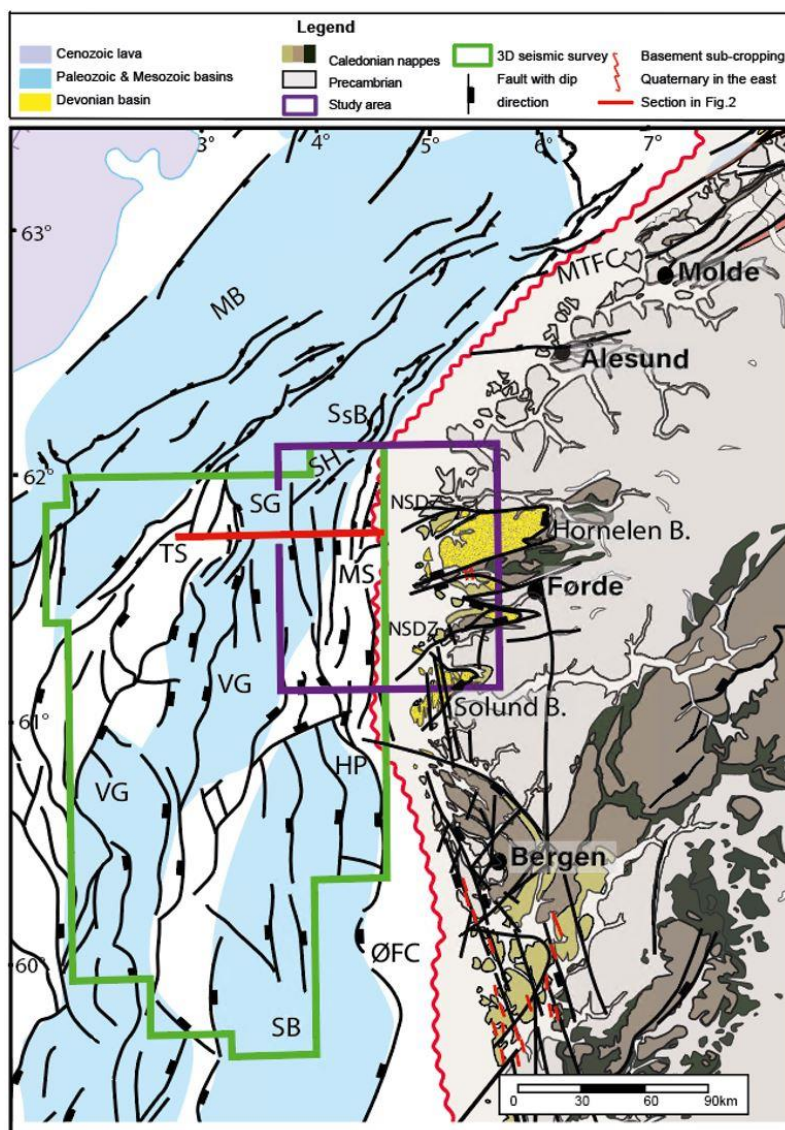 Legend
Cenozoic lava
Paleozoic & Mesozoic basins
Devonian basin
Caledonian nappes
Precambrian
Study area
3D seismic survey
Fault with dip
direction
Basement sub-cropping
Quaternary in the east
Section in Fig.2
3° 4° 5° 6° 7°
63°
MTFC
Molde
MB
Ålesund
SsB
62°
SH
SG
NSDZ
Hornelen B.
TS
MS
Førde
NSDZ
VG
Solund B.
61°
HP
VG
Bergen
60°
ØFC
SB
0 30 60 90km